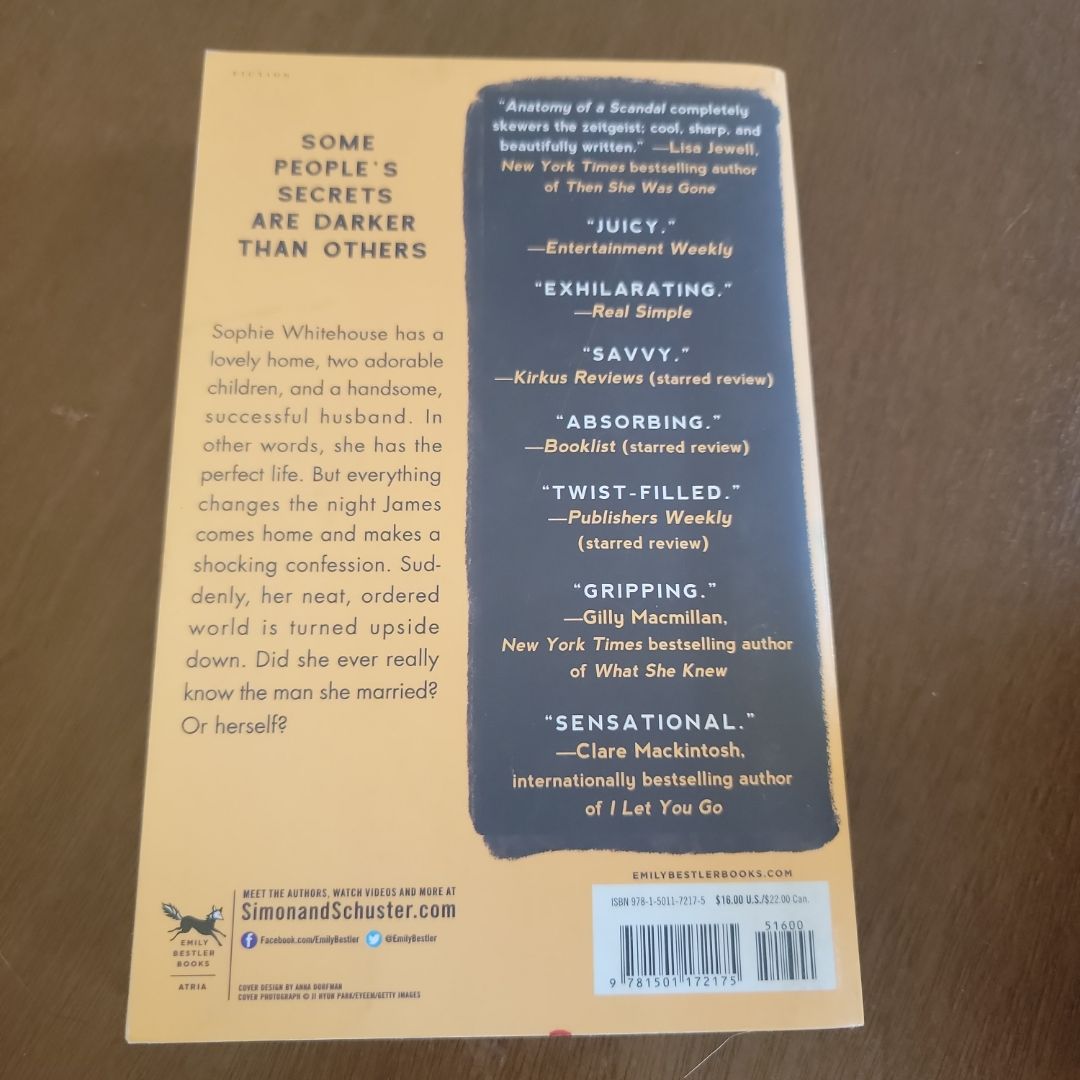 FICTION
SOME
PEOPLE'S
SECRETS
ARE DARKER
THAN OTHERS
Sophie Whitehouse has a
lovely home, two adorable
children, and a handsome,
successful husband. In
other words, she has the
perfect life. But everything
changes the night James
comes home and makes a
shocking confession. Sud-
denly, her neat, ordered
world is turned upside
down. Did she ever really
know the man she married?
Or herself?
"Anatomy of a Scandal completely
skewers the zeitgeist; cool, sharp, and
beautifully written." —Lisa Jewell,
New York Times bestselling author
of Then She Was Gone
"JUICY."
—Entertainment Weekly
"EXHILARATING."
—Real Simple
"SAVVY."
—Kirkus Reviews (starred review)
"ABSORBING."
—Booklist (starred review)
"TWIST-FILLED."
—Publishers Weekly
(starred review)
"GRIPPING."
—Gilly Macmillan,
New York Times bestselling author
of What She Knew
"SENSATIONAL."
—Clare Mackintosh,
internationally bestselling author
of I Let You Go
EMILY
BESTLER
BOOKS
ATRIA
MEET THE AUTHORS, WATCH VIDEOS AND MORE AT
SimonandSchuster.com
Facebook.com/EmilyBestler @EmilyBestler
COVER DESIGN BY ANNA DORFMAN
COVER PHOTOGRAPH © JI HYUN PARK/EYEEM/GETTY IMAGES
EMILYBESTLERBOOKS.COM
ISBN 978-1-5011-7217-5 $16.00 U.S./$22.00 Can.
51600
9 781501 172175